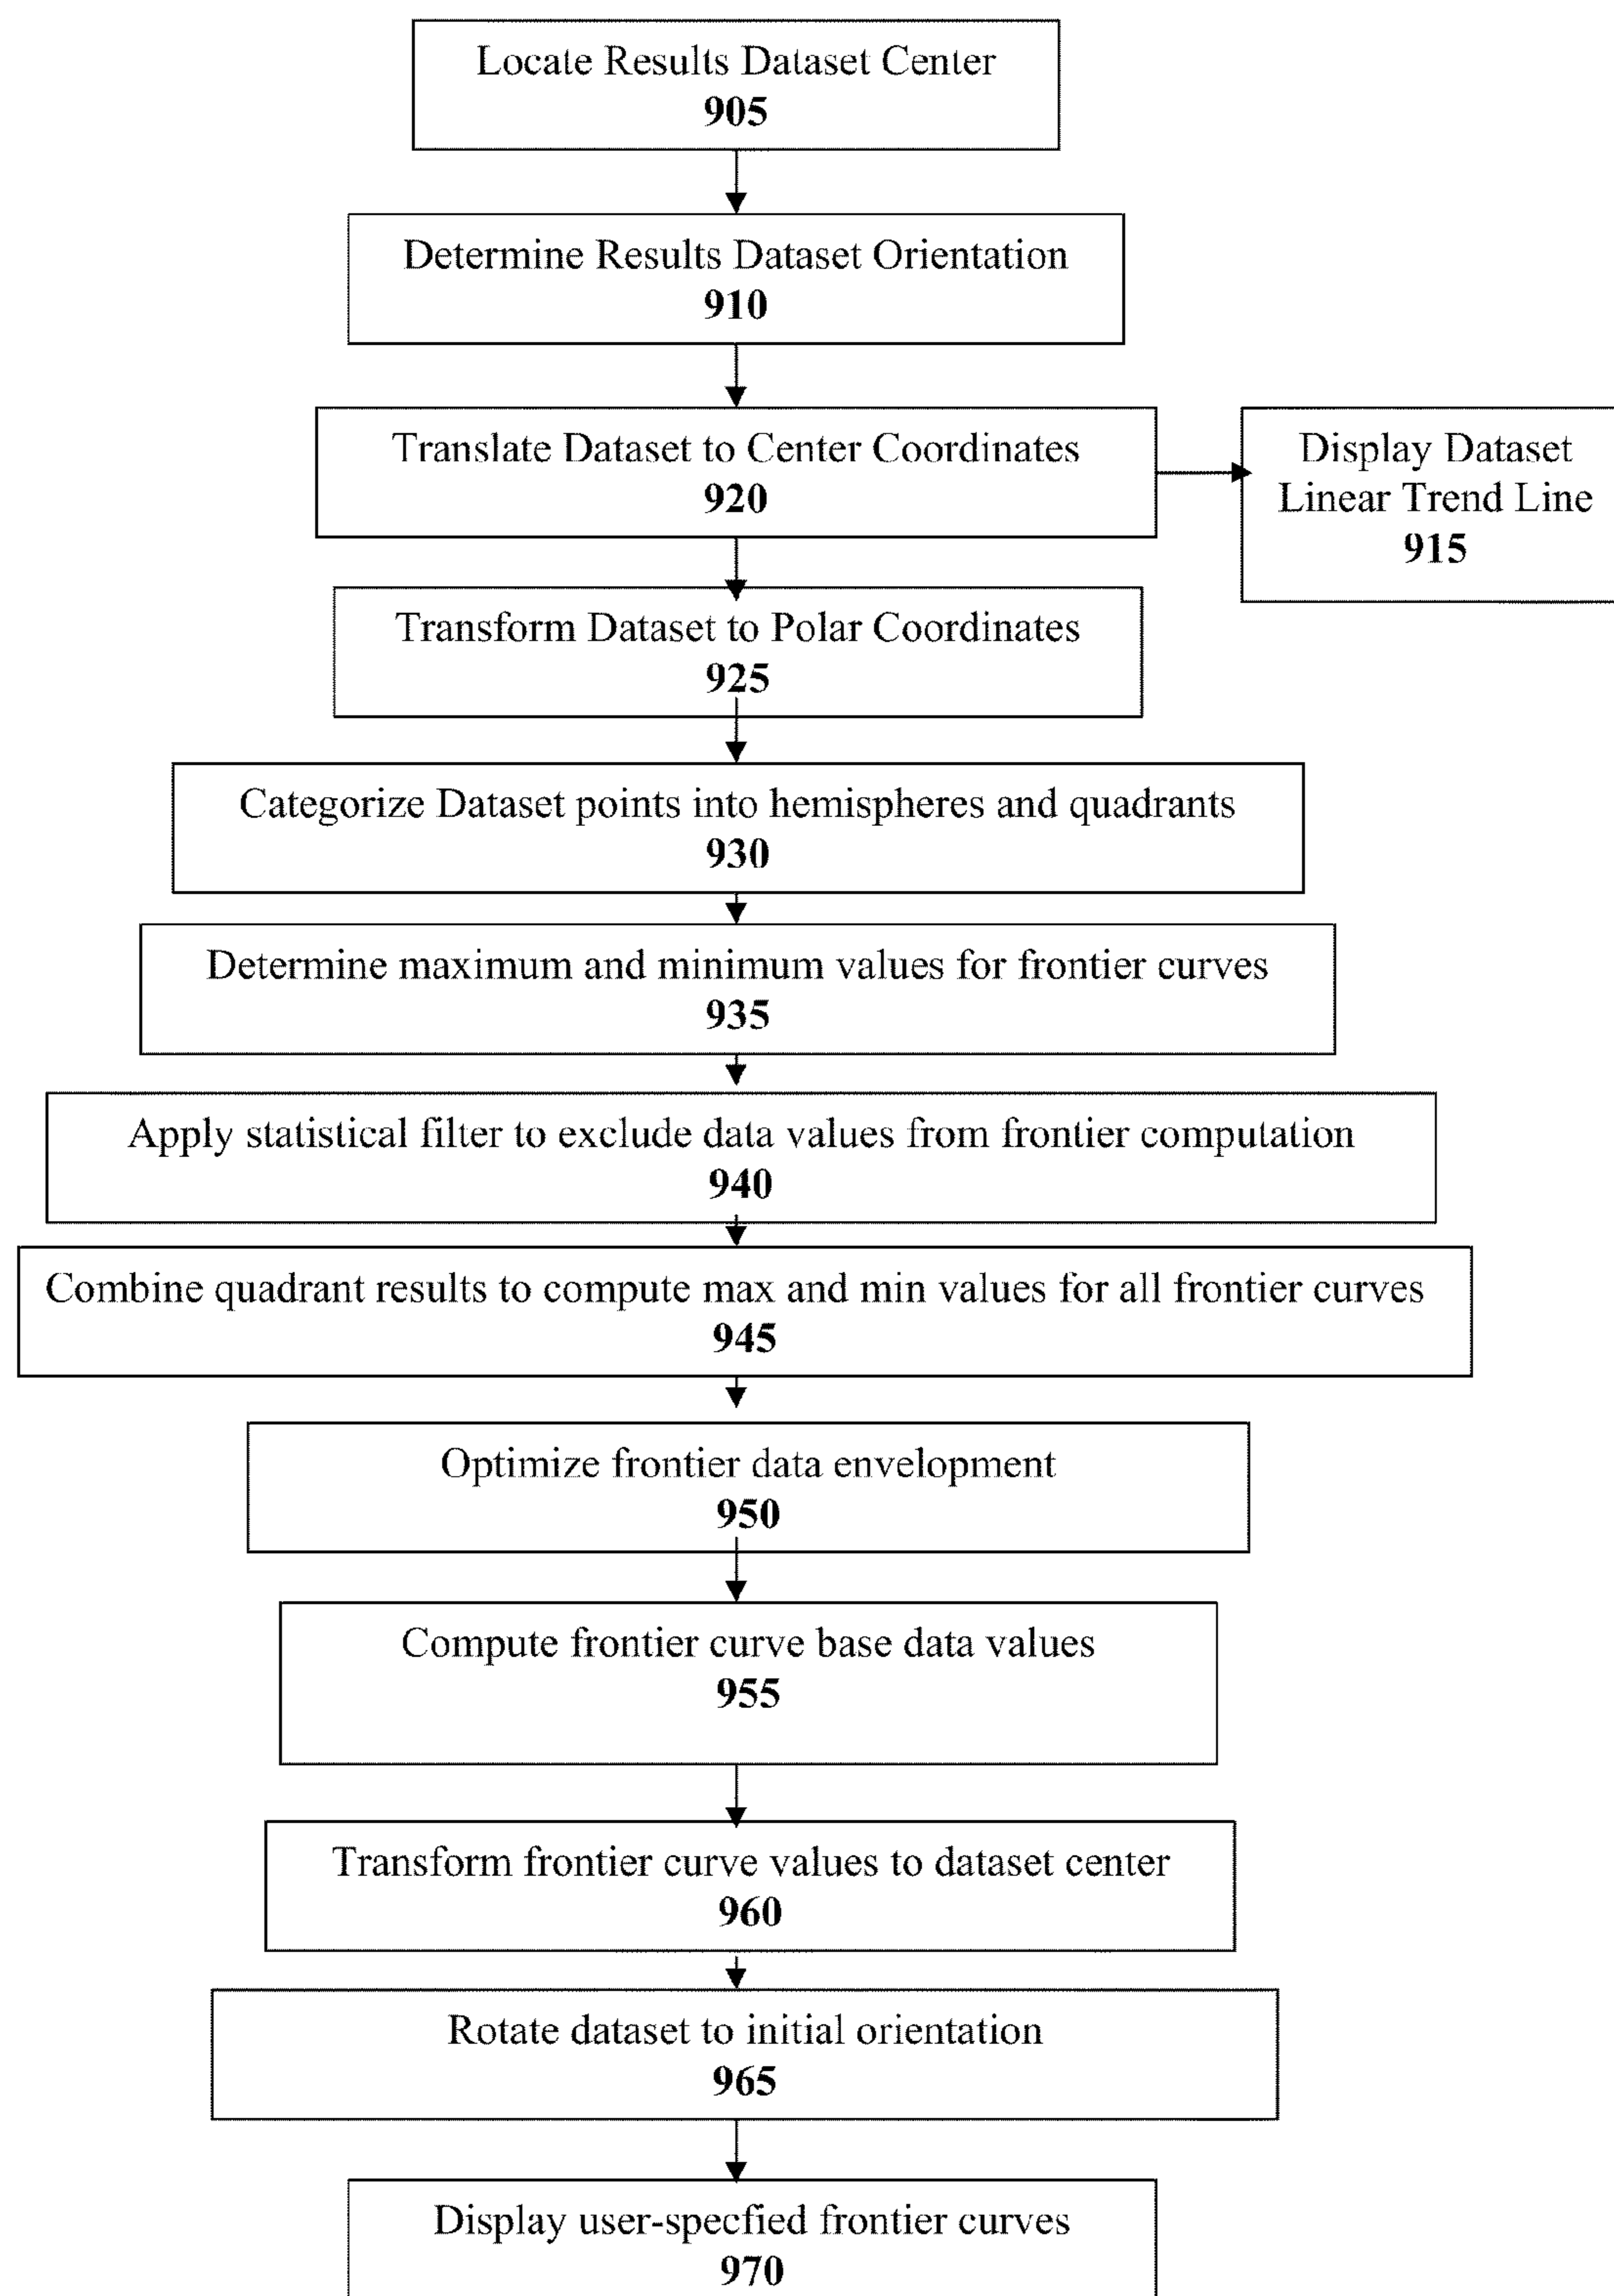 Locate Results Dataset Center
905
Determine Results Dataset Orientation
910
Translate Dataset to Center Coordinates
920
Display Dataset
Linear Trend Line
915
Transform Dataset to Polar Coordinates
925
Categorize Dataset points into hemispheres and quadrants
930
Determine maximum and minimum values for frontier curves
935
Apply statistical filter to exclude data values from frontier computation
940
Combine quadrant results to compute max and min values for all frontier curves
945
Optimize frontier data envelopment
950
Compute frontier curve base data values
955
Transform frontier curve values to dataset center
960
Rotate dataset to initial orientation
965
Display user-specfied frontier curves
970